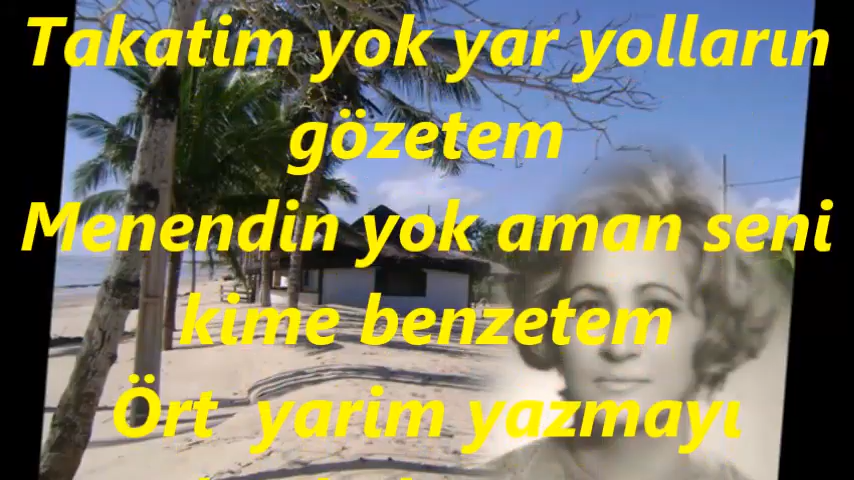 Takatim yok yar yolların
gözetem
Menendin yok aman seni
kime benzetem
Ört yarim yazmayı